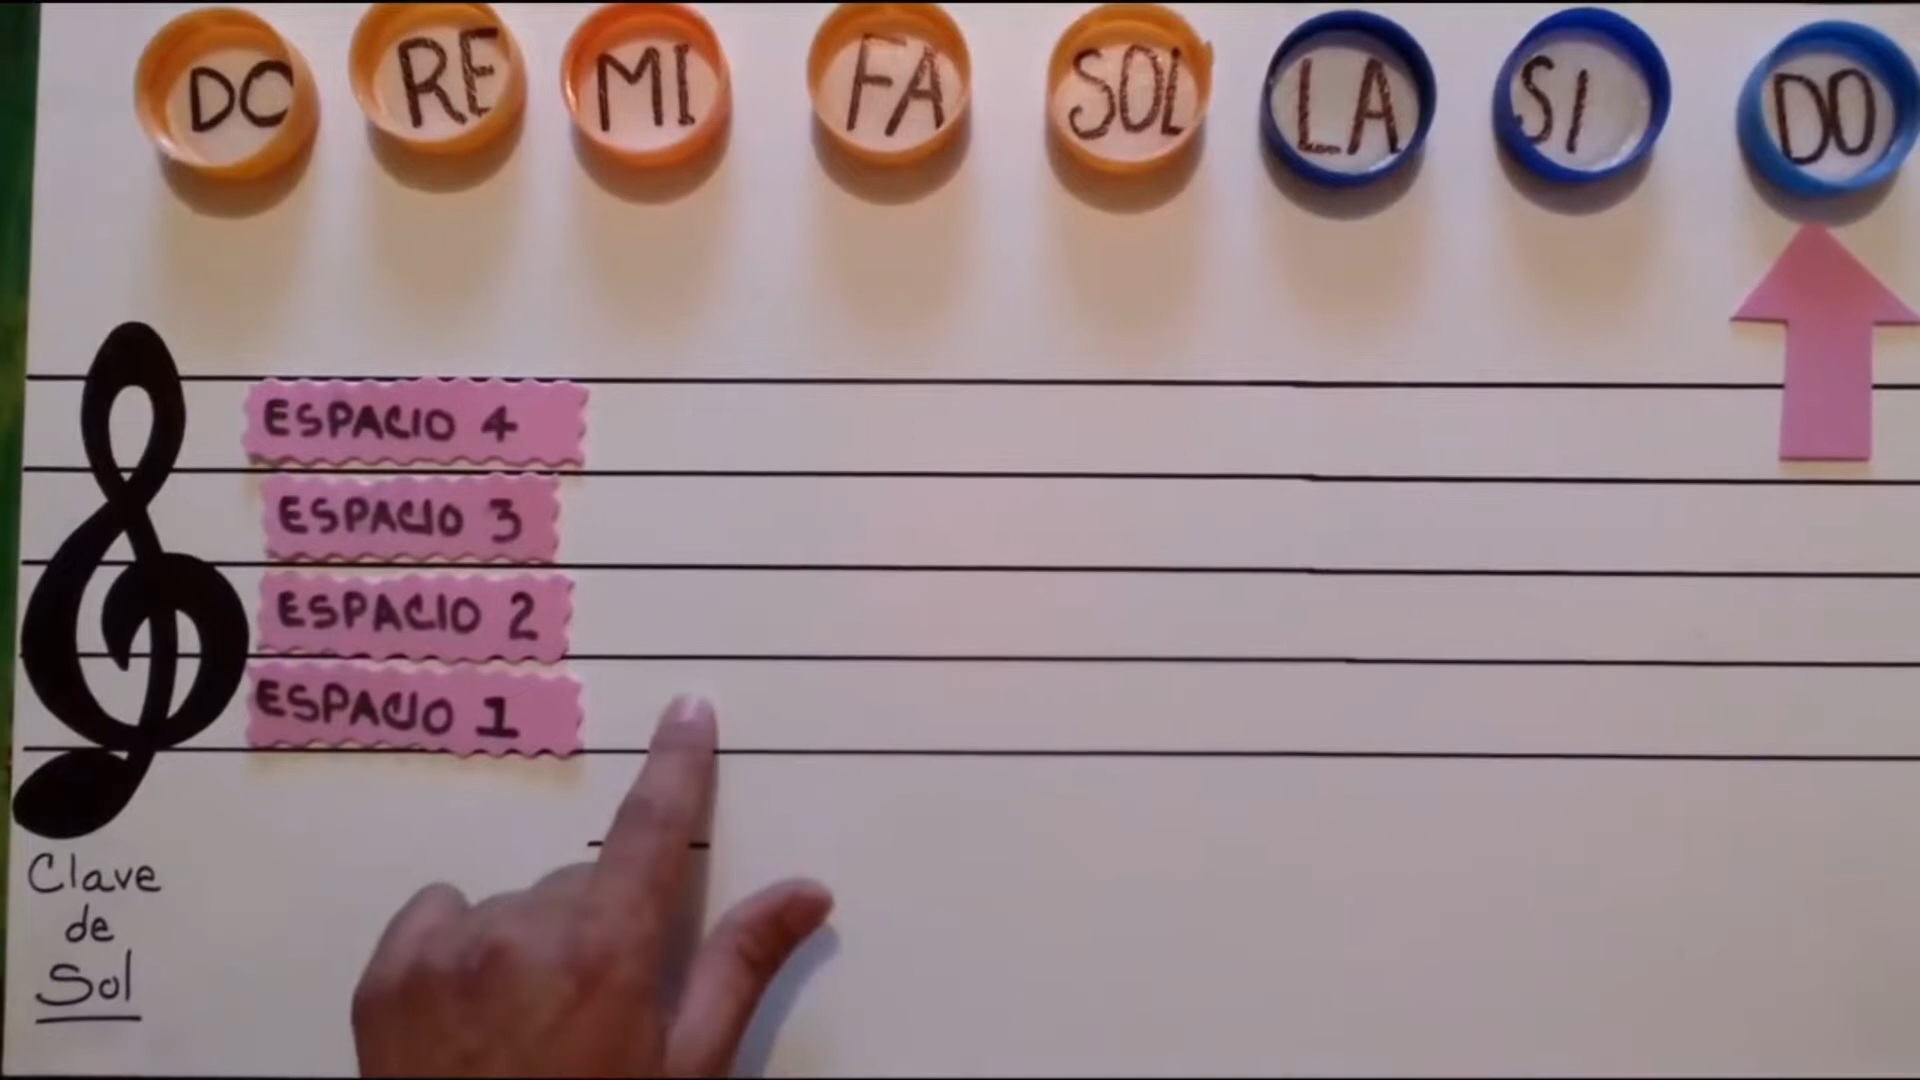 DO RE MI FA SOL LA SI DO
ESPACIO 4
ESPACIO 3
ESPACIO 2
ESPACIO 1
Clave
de
Sol